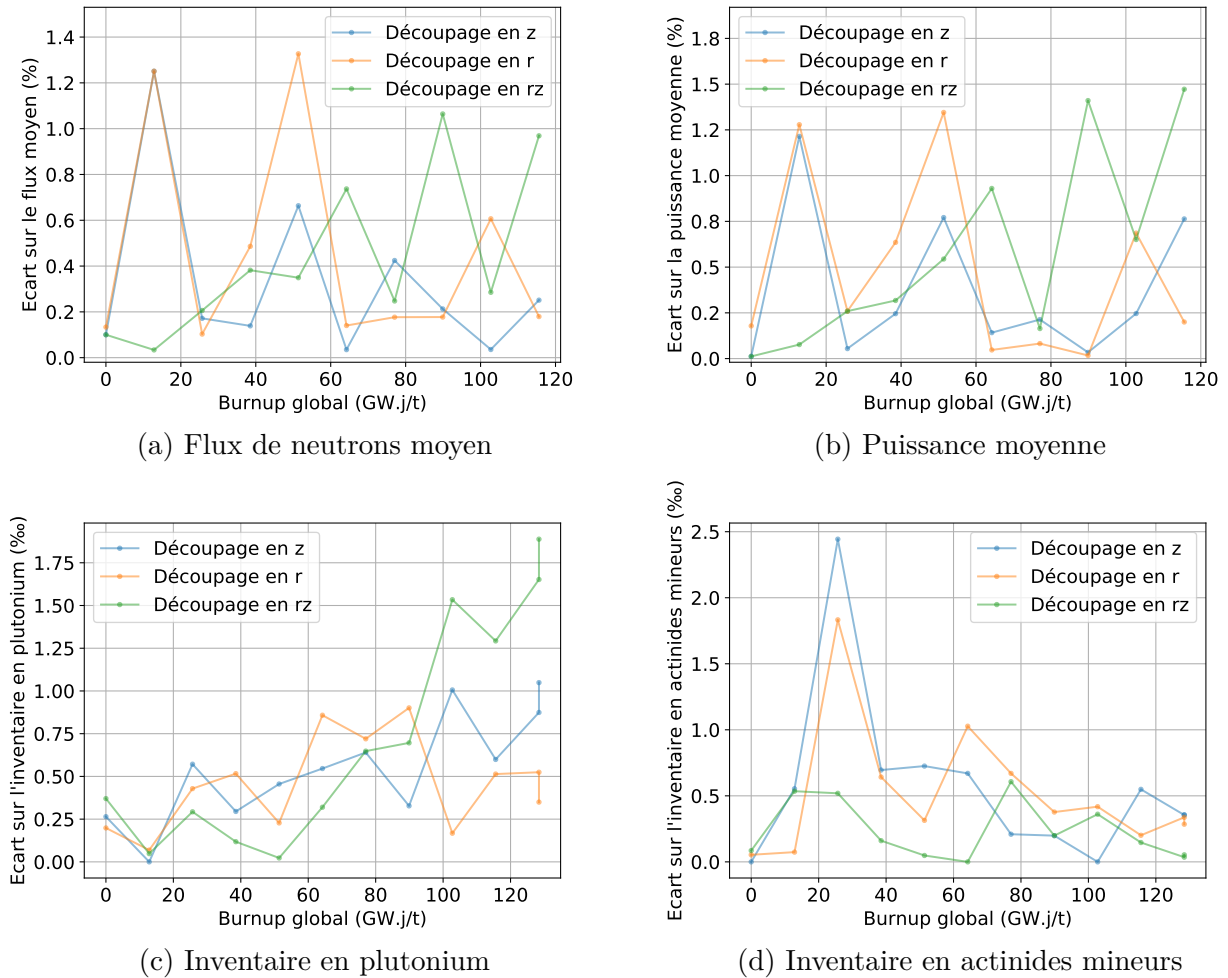 Ecart sur le flux moyen (%)
1.4
1.2
1.0
0.8
0.6
0.4
0.2
0.0
Découpage en z
Découpage en r
Découpage en rz
0 20 40 60 80 100 120
Burnup global (GW.j/t)
(a) Flux de neutrons moyen
Ecart sur la puissance moyenne (%)
1.8
1.5
1.2
1.0
0.8
0.5
0.2
0.0
Découpage en z
Découpage en r
Découpage en rz
0 20 40 60 80 100 120
Burnup global (GW.j/t)
(b) Puissance moyenne
Ecart sur l'inventaire en plutonium (‰)
1.75
1.50
1.25
1.00
0.75
0.50
0.25
0.00
Découpage en z
Découpage en r
Découpage en rz
0 20 40 60 80 100 120
Burnup global (GW.j/t)
(c) Inventaire en plutonium
Ecart sur l'inventaire en actinides mineurs (‰)
2.5
2.0
1.5
1.0
0.5
0.0
Découpage en z
Découpage en r
Découpage en rz
0 20 40 60 80 100 120
Burnup global (GW.j/t)
(d) Inventaire en actinides mineurs